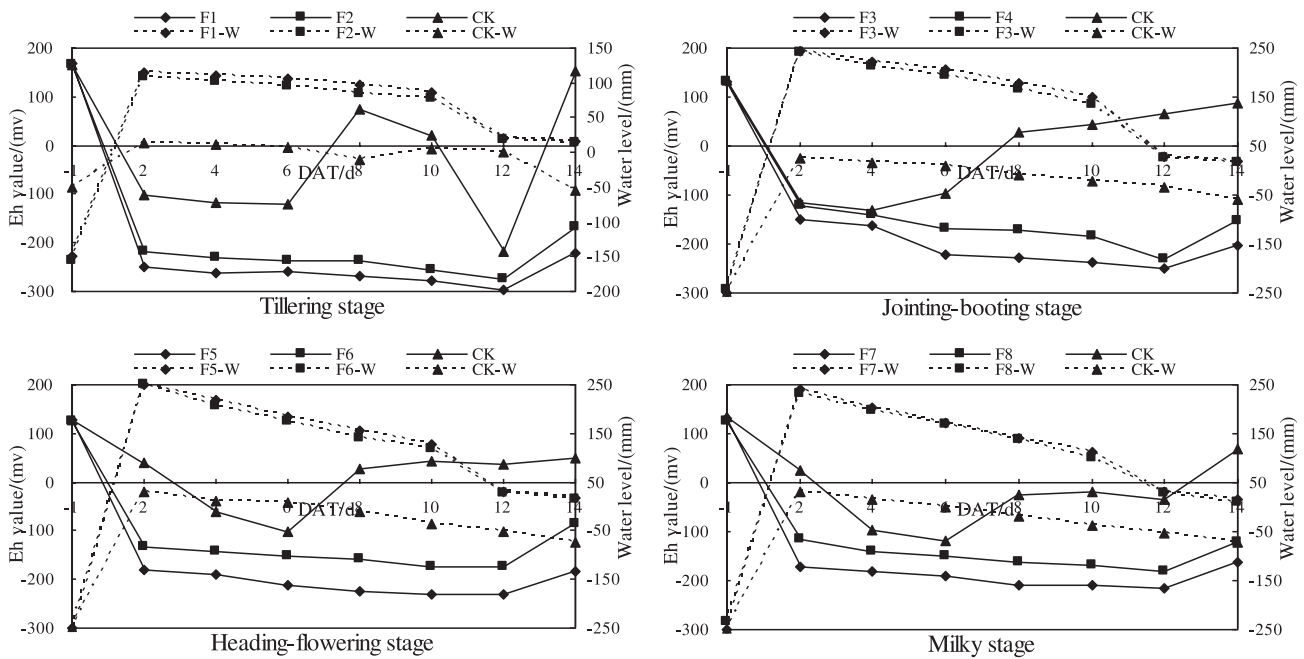 F1 F2 CK
F1-W F2-W CK-W
200 100 0 -100 -200 -300
Eh yalue/(mv)
-1 2 4 6 8 10 12 14
DAT/d
150 100 50 0 -50 -100 -150 -200
Water level/(mm)
Tillering stage
F3 F4 CK
F3-W F3-W CK-W
200 100 0 -100 -200 -300
Eh yalue/(mv)
-1 2 4 6 8 10 12 14
DAT/d
250 150 50 -50 -150 -250
Water level/(mm)
Jointing-booting stage
F5 F6 CK
F5-W F6-W CK-W
200 100 0 -100 -200 -300
Eh yalue/(mv)
-1 2 4 6 8 10 12 14
DAT/d
250 150 50 -50 -150 -250
Water level/(mm)
Heading-flowering stage
F7 F8 CK
F7-W F8-W CK-W
200 100 0 -100 -200 -300
Eh yalue/(mv)
-1 2 4 6 8 10 12 14
DAT/d
250 150 50 -50 -150 -250
Water level/(mm)
Milky stage